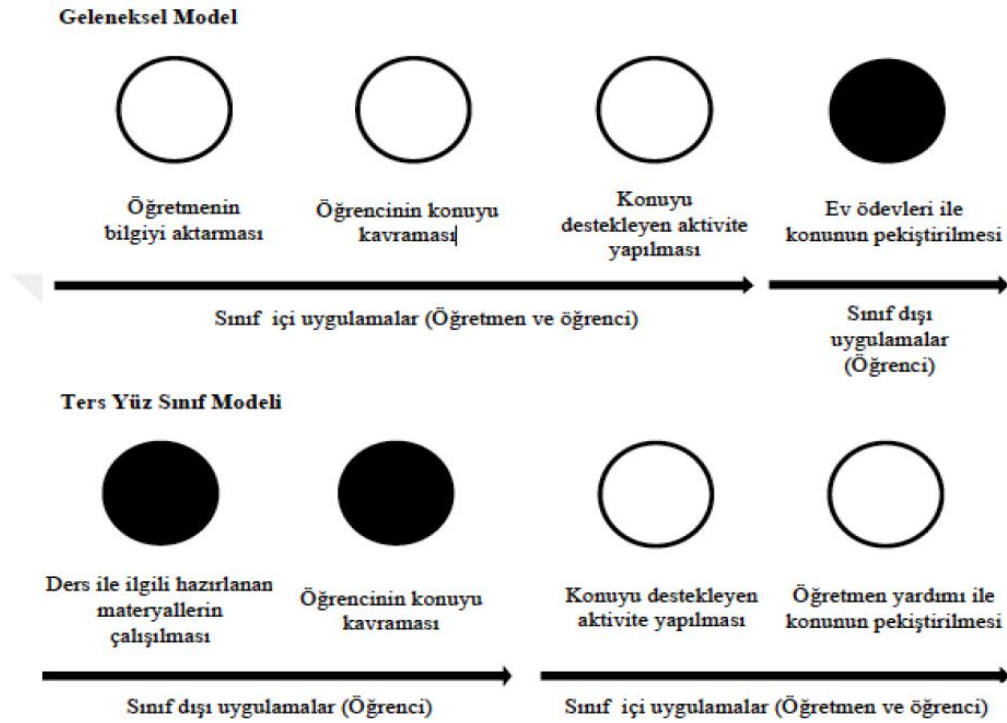 Geleneksel Model
Öğretmenin
bilgiyi aktarması
Öğrencinin konuyu
kavraması
Konuyu
destekleyen aktivite
yapılması
Ev ödevleri ile
konunun pekiştirilmesi
Sınıf içi uygulamalar (Öğretmen ve öğrenci)
Sınıf dışı
uygulamalar
(Öğrenci)
Ters Yüz Sınıf Modeli
Ders ile ilgili hazırlanan
materyallerin
çalışılması
Öğrencinin konuyu
kavraması
Konuyu destekleyen
aktivite yapılması
Öğretmen yardımı ile
konunun pekiştirilmesi
Sınıf dışı uygulamalar (Öğrenci)
Sınıf içi uygulamalar (Öğretmen ve öğrenci)